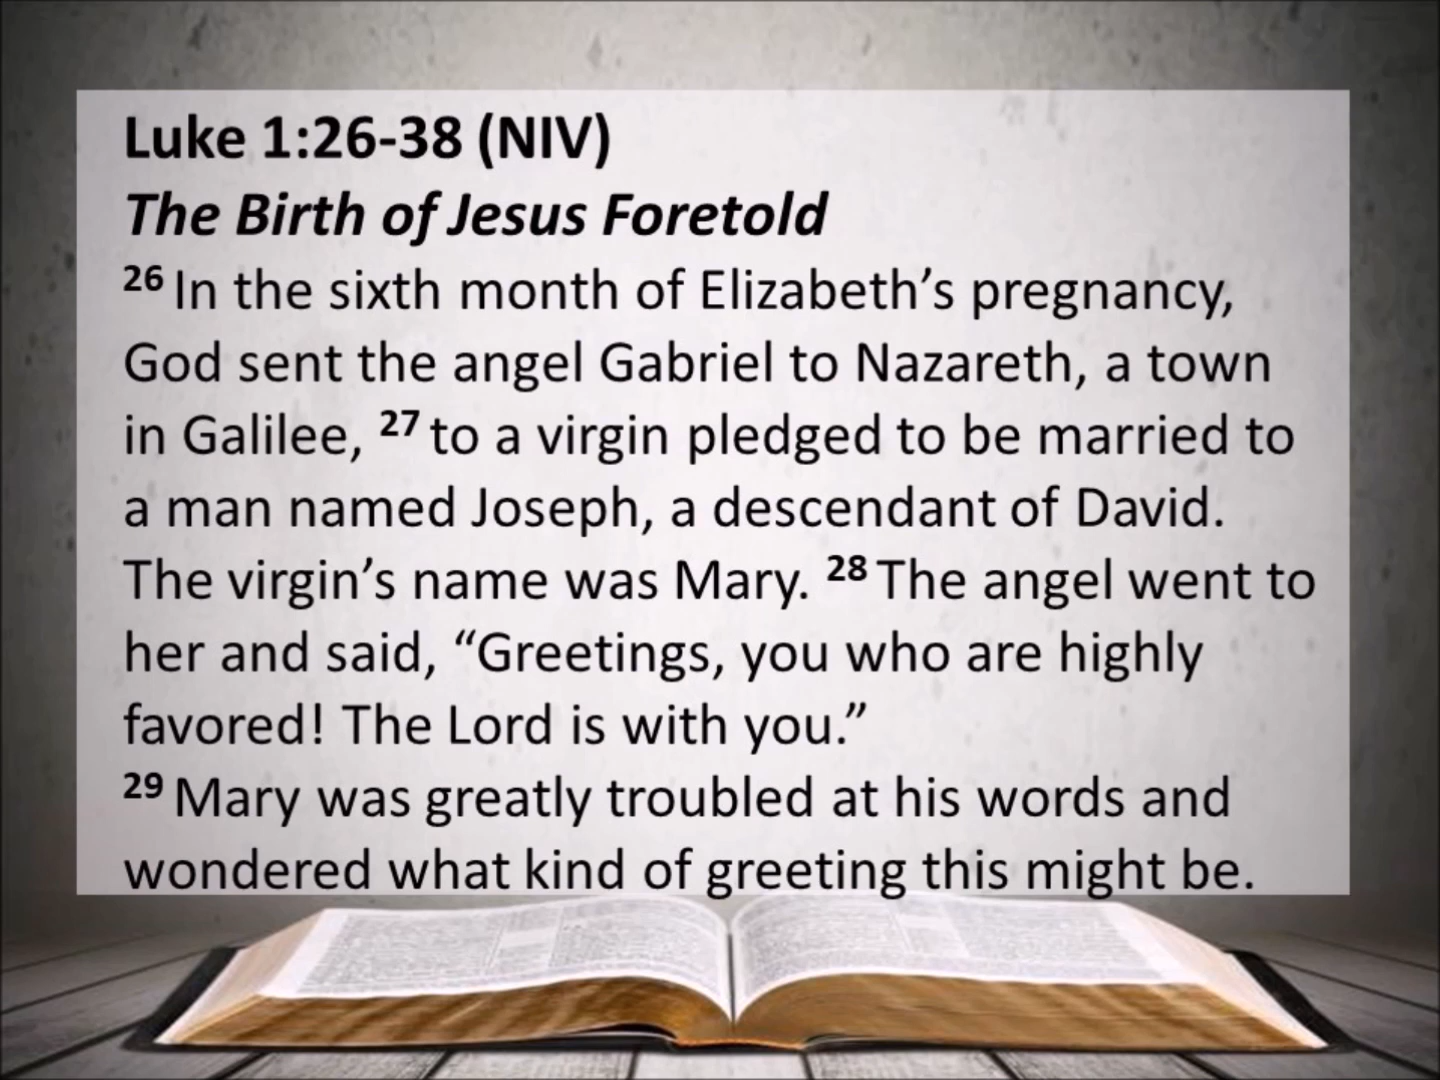 Luke 1:26-38 (NIV)
The Birth of Jesus Foretold
26 In the sixth month of Elizabeth’s pregnancy,
God sent the angel Gabriel to Nazareth, a town
in Galilee, 27 to a virgin pledged to be married to
a man named Joseph, a descendant of David.
The virgin’s name was Mary. 28 The angel went to
her and said, “Greetings, you who are highly
favored! The Lord is with you.”
29 Mary was greatly troubled at his words and
wondered what kind of greeting this might be.